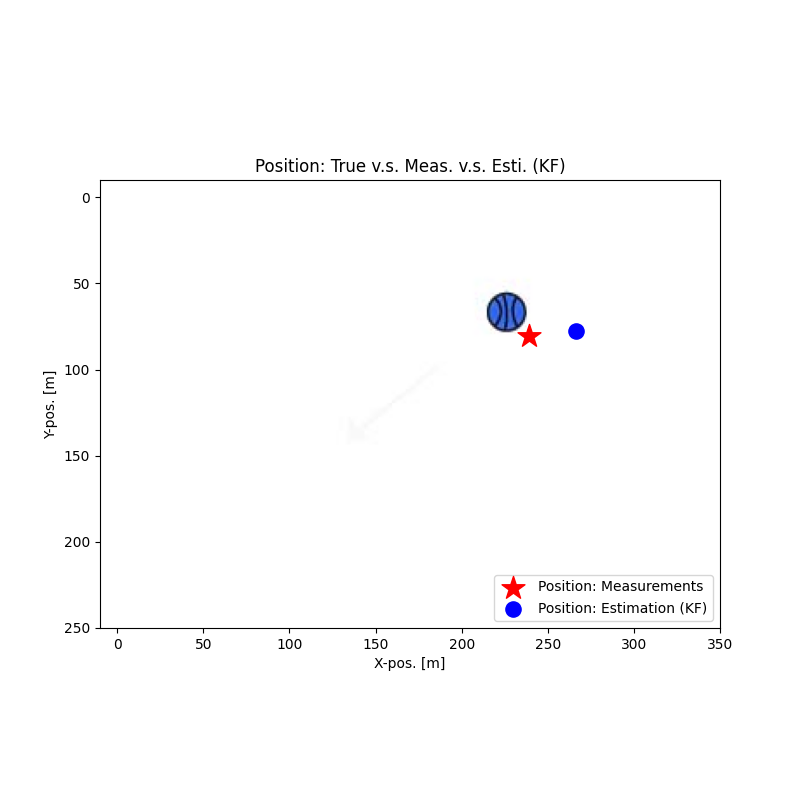 Position: True v.s. Meas. v.s. Esti. (KF)
0
50
100
150
200
250
Y-pos. [m]
0
50
100
150
200
250
300
350
X-pos. [m]
Position: Measurements
Position: Estimation (KF)